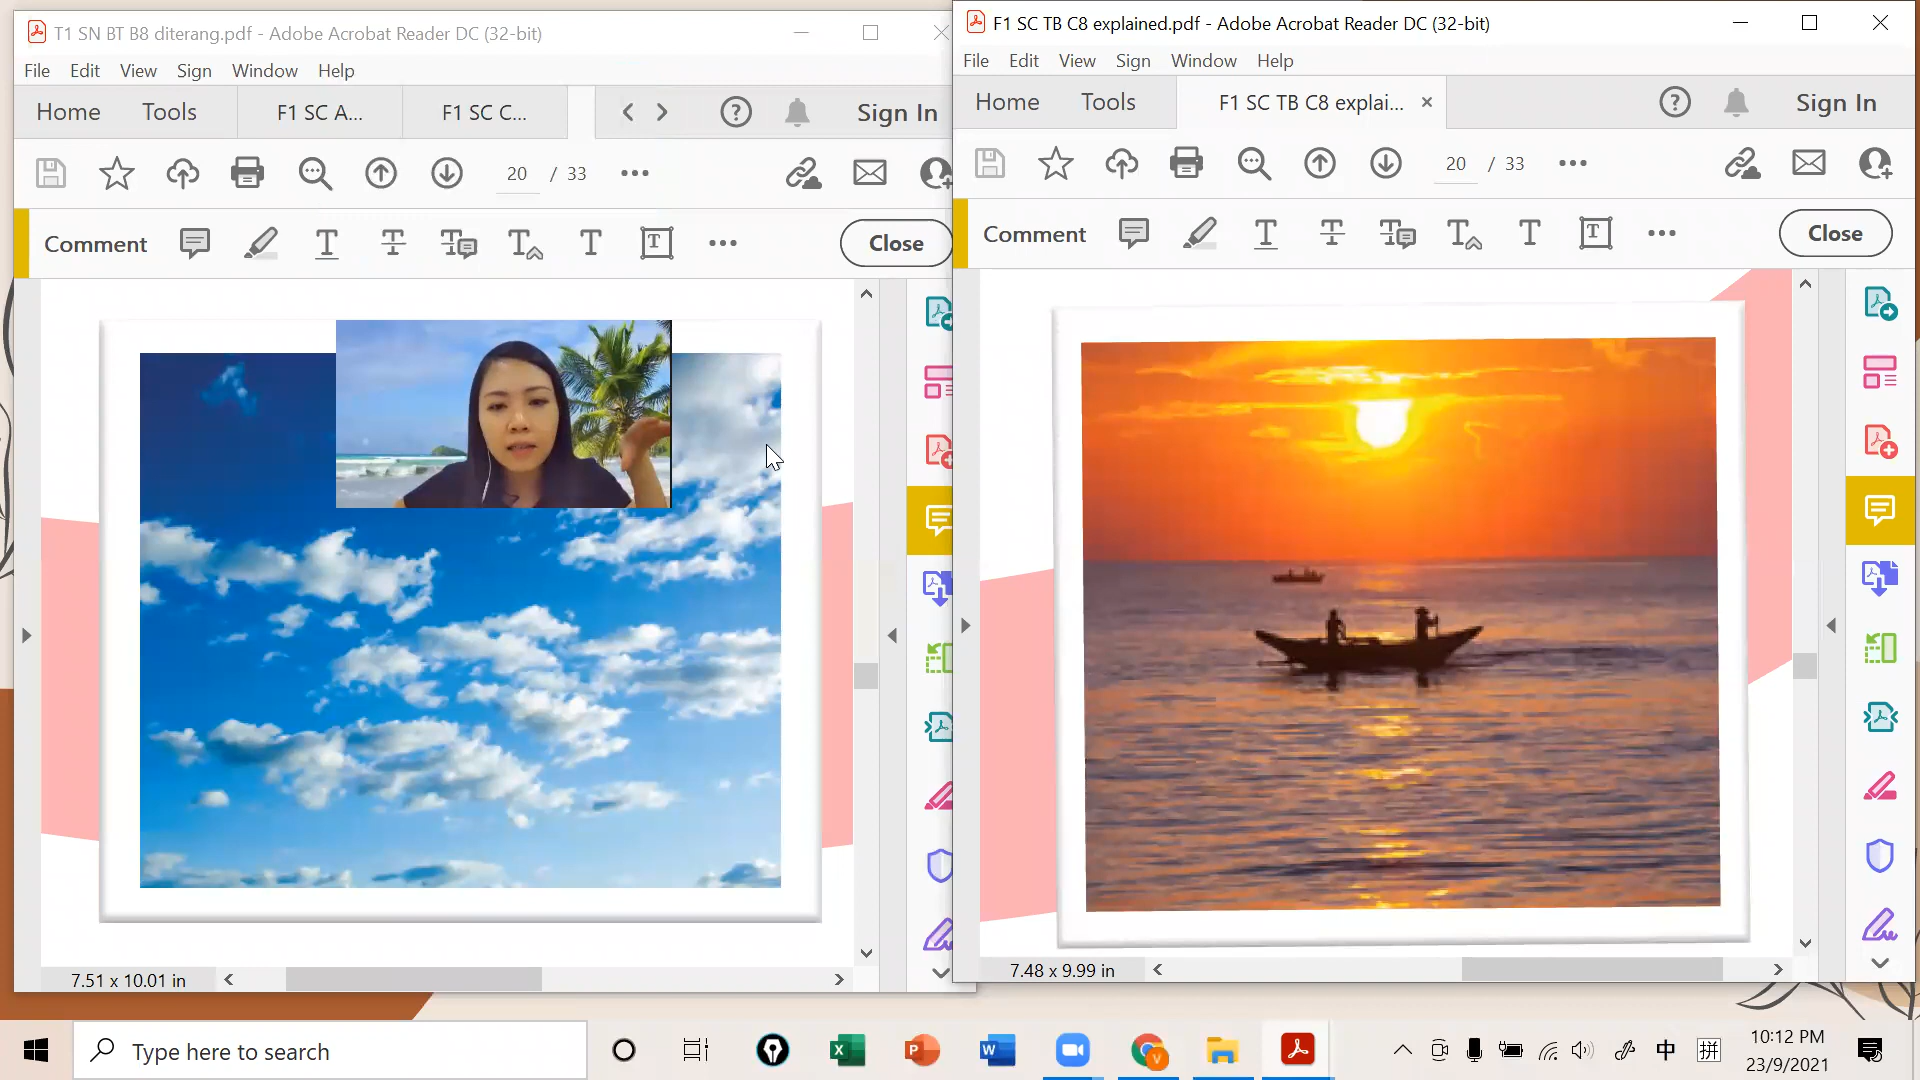 T1 SN BT B8 diterang.pdf - Adobe Acrobat Reader DC (32-bit)
File Edit View Sign Window Help
Home Tools F1 SC A... F1 SC C... Sign In
20 / 33
Comment Close
7.51 x 10.01 in
F1 SC TB C8 explained.pdf - Adobe Acrobat Reader DC (32-bit)
File Edit View Sign Window Help
Home Tools F1 SC TB C8 explai... Sign In
20 / 33
Comment Close
7.48 x 9.99 in
Type here to search
中 拼
10:12 PM
23/9/2021